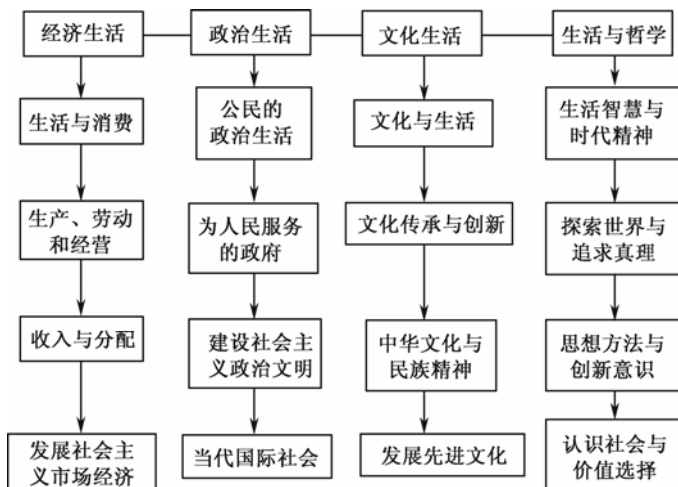 经济生活
政治生活
文化生活
生活与哲学
生活与消费
公民的
政治生活
文化与生活
生活智慧与
时代精神
生产、劳动
和经营
为人民服务
的政府
文化传承与创新
探索世界与
追求真理
收入与分配
建设社会主
义政治文明
中华文化与
民族精神
思想方法与
创新意识
发展社会主
义市场经济
当代国际社会
发展先进文化
认识社会与
价值选择